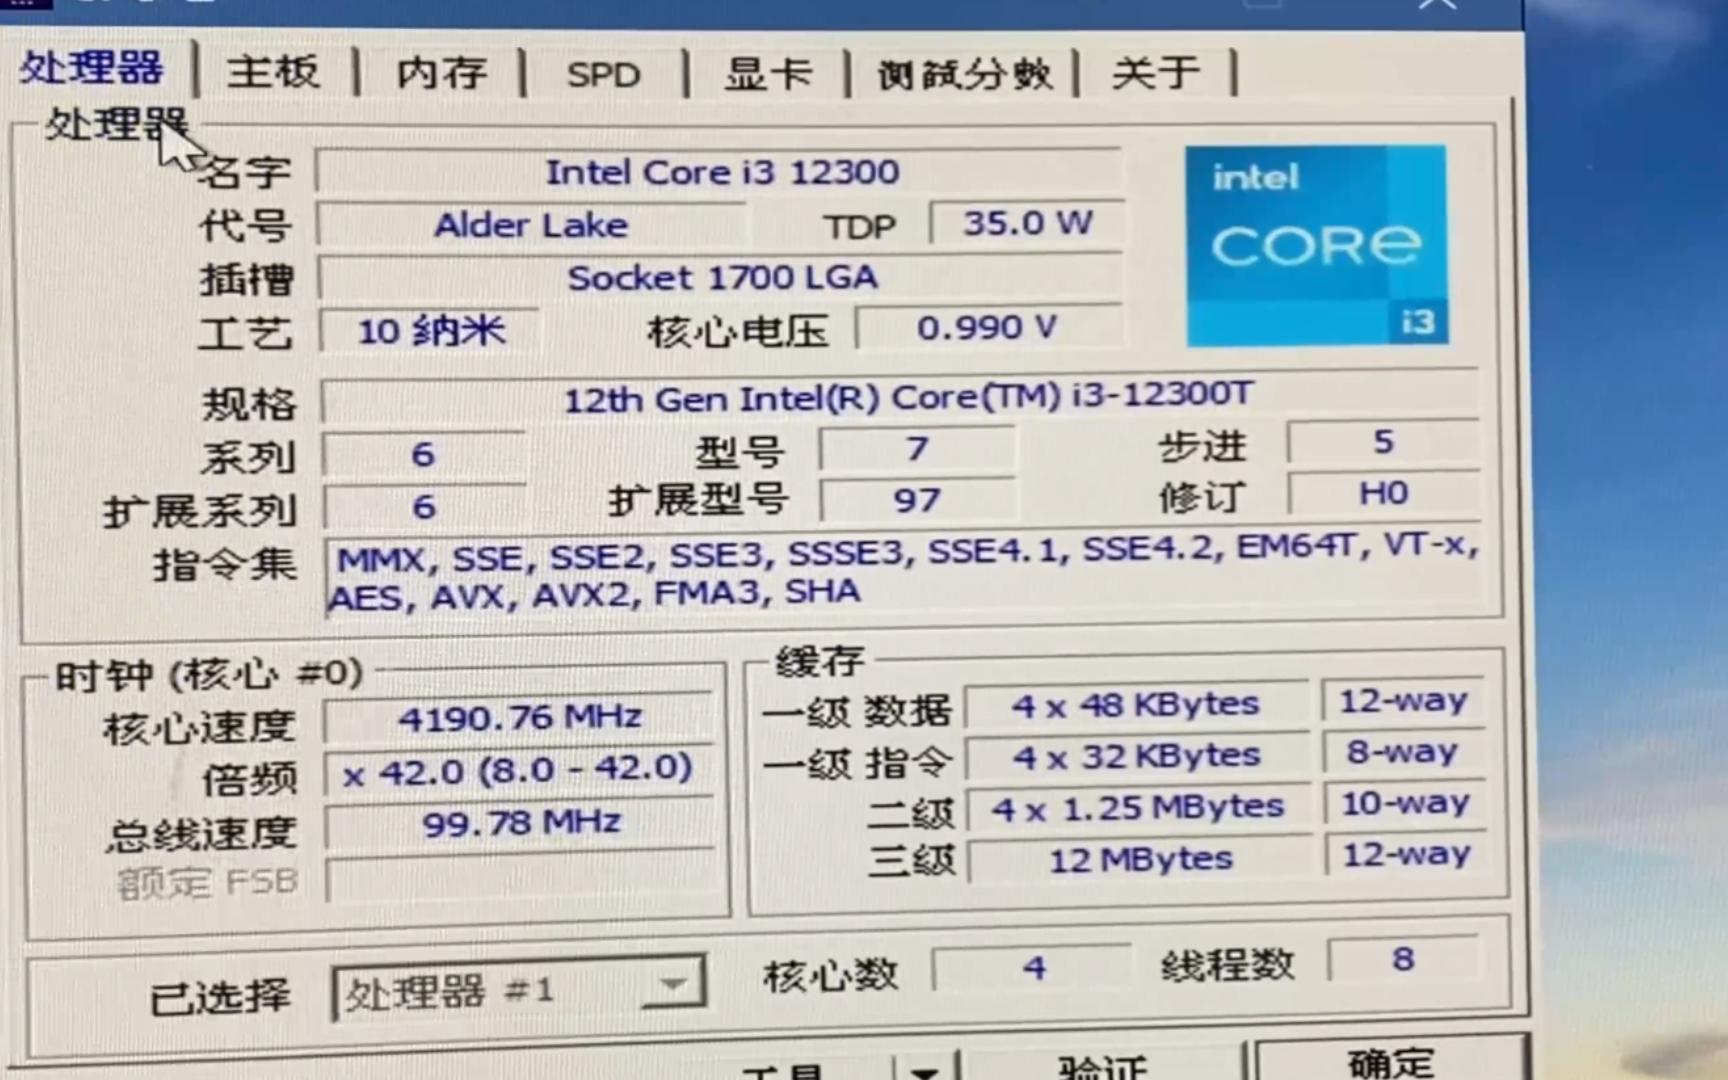 处理器 主板 内存 SPD 显卡 测试分数 关于
处理器
名字 Intel Core i3 12300
代号 Alder Lake TDP 35.0 W
插槽 Socket 1700 LGA
工艺 10 纳米 核心电压 0.990 V
intel
CORe
i3
规格 12th Gen Intel(R) Core(TM) i3-12300T
系列 6 型号 7 步进 5
扩展系列 6 扩展型号 97 修订 H0
指令集 MMX, SSE, SSE2, SSE3, SSSE3, SSE4.1, SSE4.2, EM64T, VT-x,
AES, AVX, AVX2, FMA3, SHA
时钟 (核心 #0)
核心速度 4190.76 MHz
倍频 x 42.0 (8.0 - 42.0)
总线速度 99.78 MHz
额定 FSB
缓存
一级 数据 4 x 48 KBytes 12-way
一级 指令 4 x 32 KBytes 8-way
二级 4 x 1.25 MBytes 10-way
三级 12 MBytes 12-way
已选择 处理器 #1 核心数 4 线程数 8
工具 验证 确定